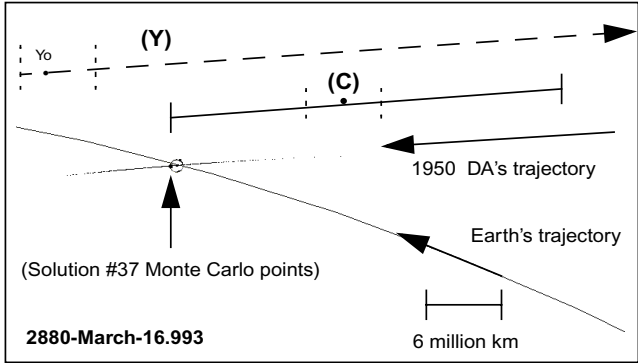 Yo
(Y)
(C)
1950 DA's trajectory
Earth's trajectory
(Solution #37 Monte Carlo points)
2880-March-16.993
6 million km